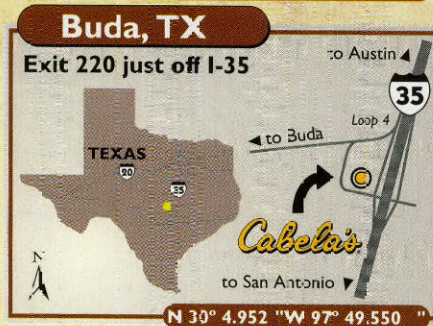 Buda, TX
Exit 220 just off I-35
to Austin
35
Loop 4
to Buda
TEXAS
20
35
Cabela's
to San Antonio
N
N 30° 4.952 "W 97° 49.550 "